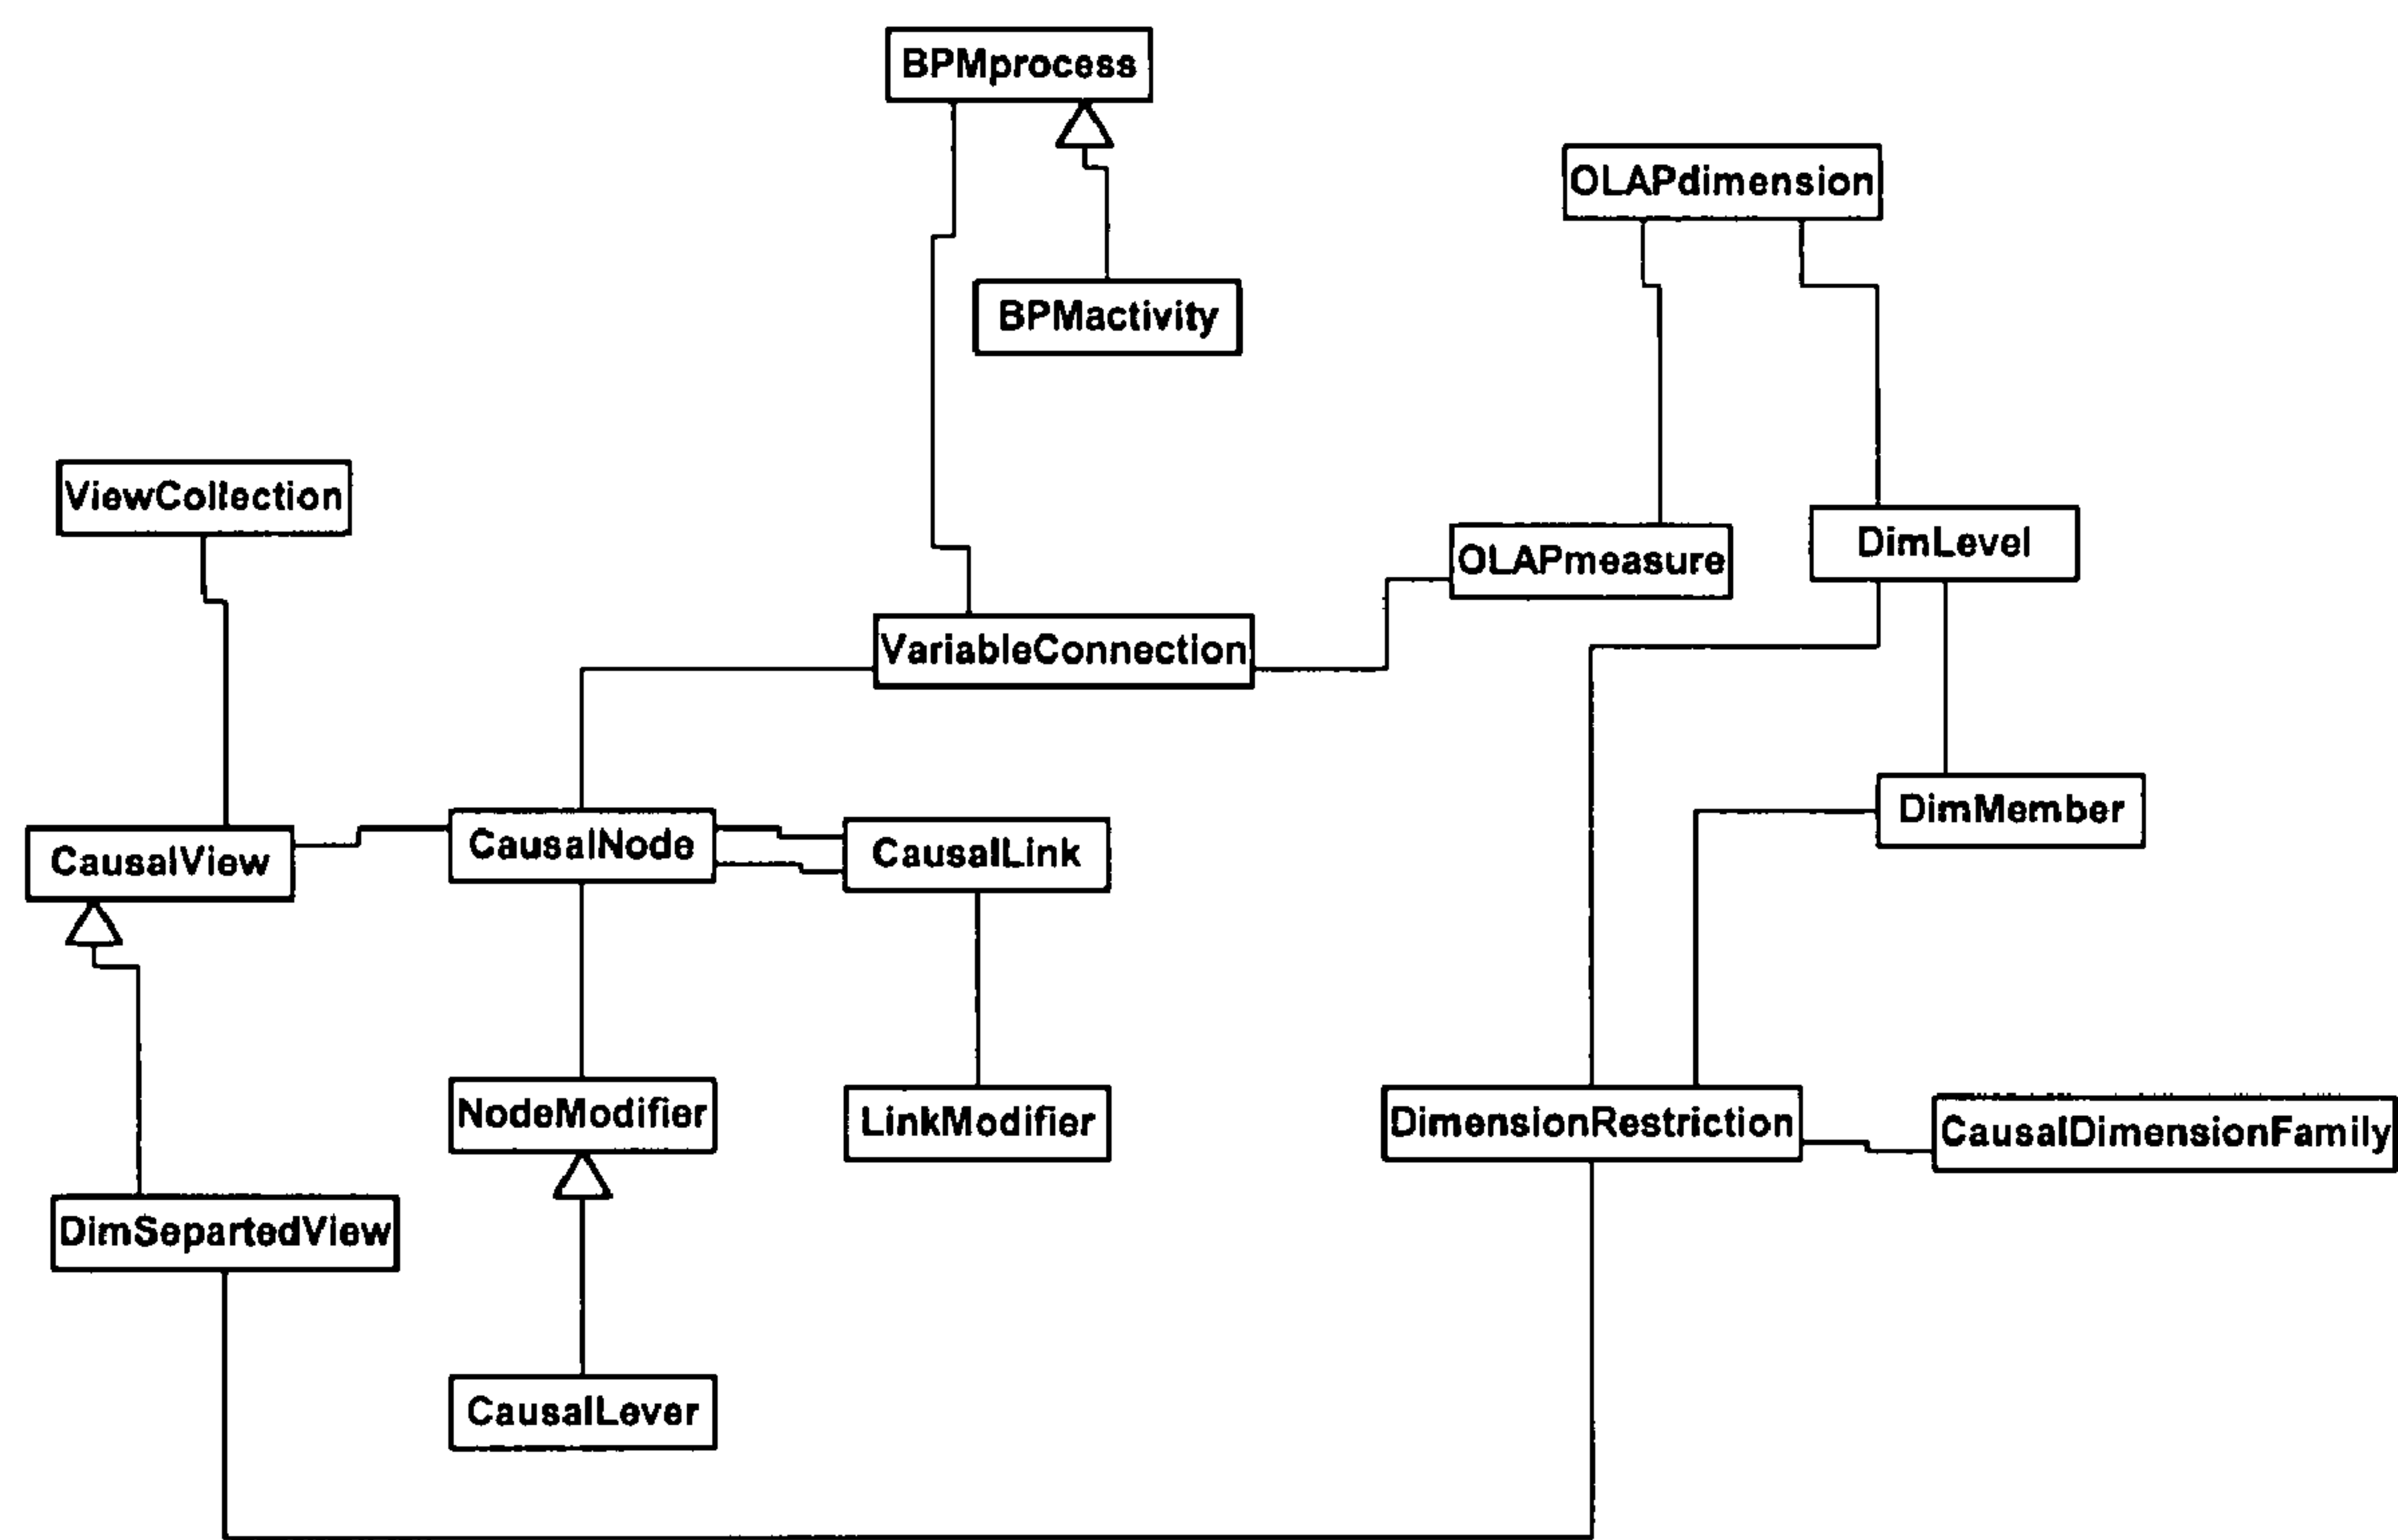 BPMprocess
OLAPdimension
BPMactivity
ViewCollection
OLAPmeasure
DimLevel
VariableConnection
CausalView
CausalNode
CausalLink
DimMember
NodeModifier
LinkModifier
DimensionRestriction
CausalDimensionFamily
DimSepartedView
CausalLever